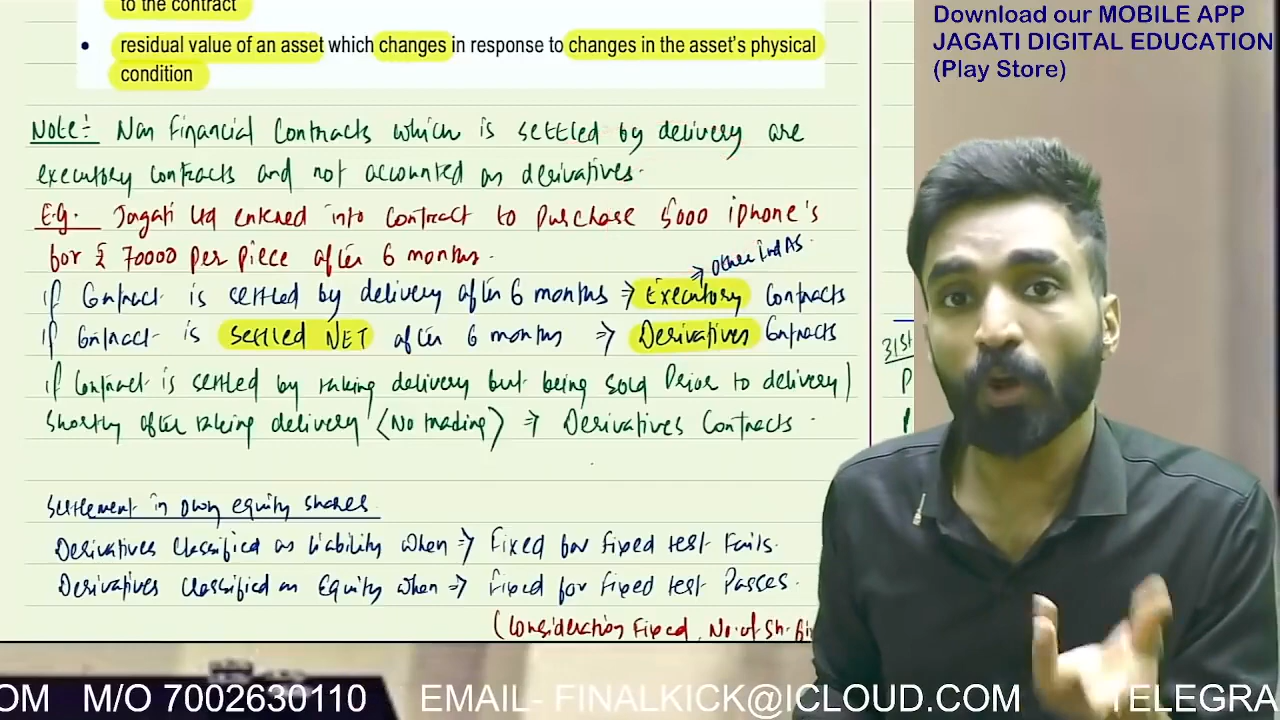 to the contract
• residual value of an asset which changes in response to changes in the asset's physical
condition
Download our MOBILE APP
JAGATI DIGITAL EDUCATION
(Play Store)
Note:- Non Financial Contracts which is settled by delivery are
executory contracts and not accounted as derivatives.
E.g. Jagati Ltd entered into contract to purchase 5000 iphone's
for ₹ 70000 per piece after 6 months.
→ other Ind AS.
if Contract is settled by delivery after 6 months ⇒ Executory Contracts
if Contract is settled NET after 6 months ⇒ Derivatives Contracts
if Contract is settled by taking delivery but being sold Prior to delivery/
shortly after taking delivery (No trading) ⇒ Derivatives Contracts.
31st
P
Settlement in own equity shares
Derivatives classified as liability when ⇒ Fixed for fixed test Fails.
Derivatives classified as Equity when ⇒ Fixed for fixed test Passes.
(Consideration Fixed, No. of Sh.
OM M/O 7002630110 EMAIL- FINALKICK@ICLOUD.COM TELEGRA